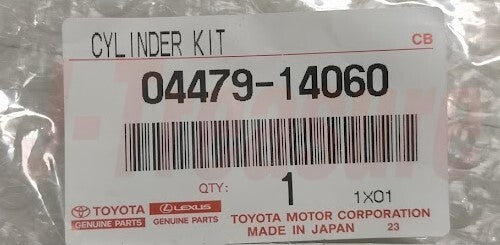 CYLINDER KIT
CB
04479-14060
QTY: 1 1X01
TOYOTA LEXUS
GENUINE PARTS GENUINE PARTS
TOYOTA MOTOR CORPORATION
MADE IN JAPAN 23